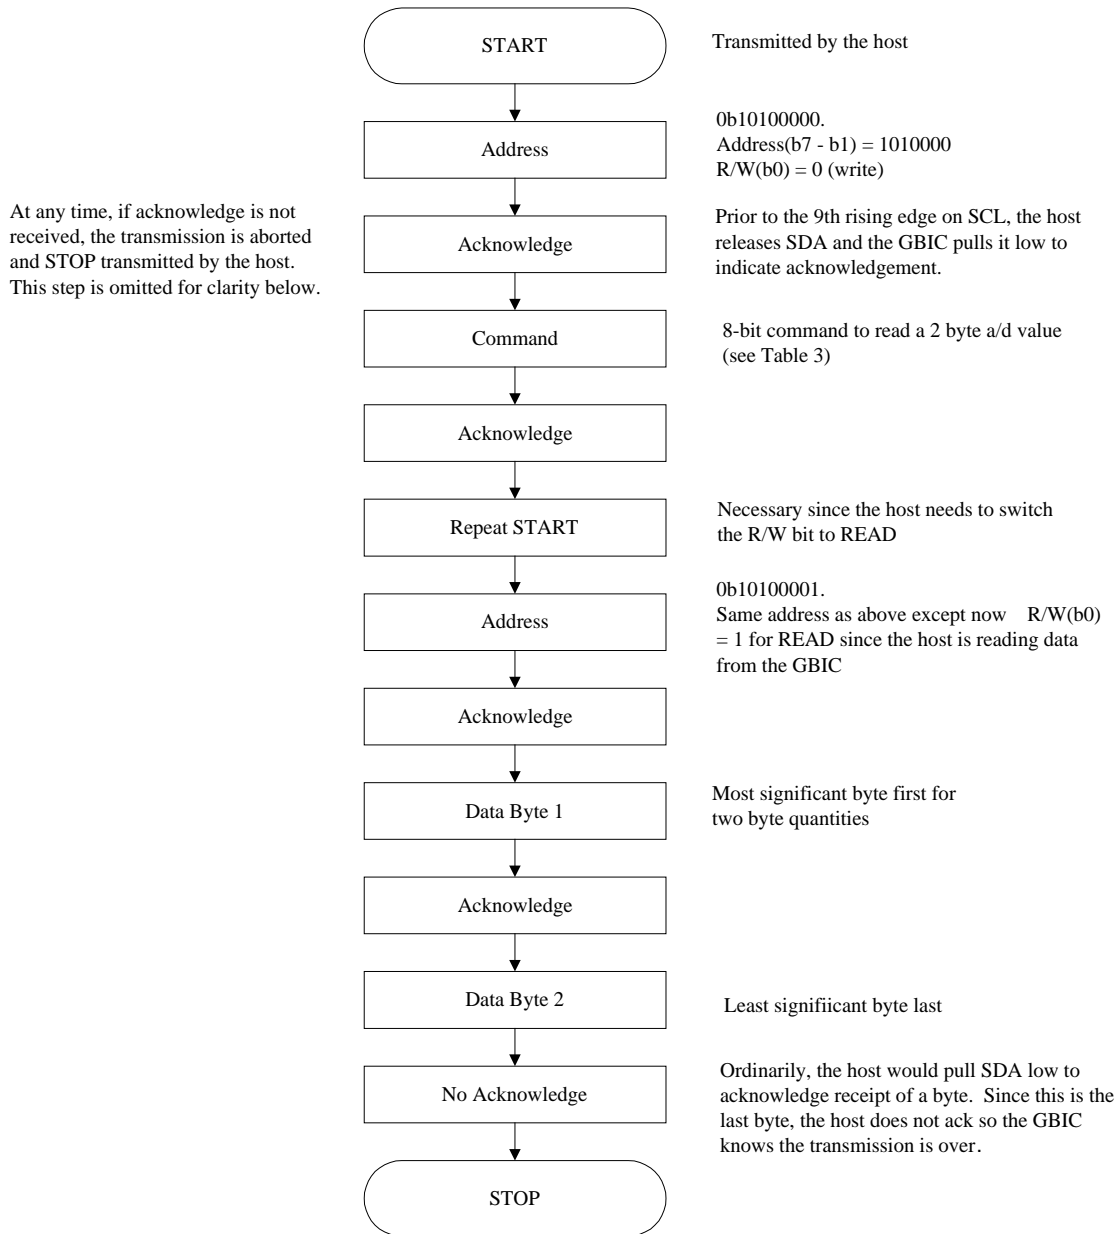 START
Transmitted by the host
Address
0b10100000.
Address(b7 - b1) = 1010000
R/W(b0) = 0 (write)
At any time, if acknowledge is not
received, the transmission is aborted
and STOP transmitted by the host.
This step is omitted for clarity below.
Acknowledge
Prior to the 9th rising edge on SCL, the host
releases SDA and the GBIC pulls it low to
indicate acknowledgement.
Command
8-bit command to read a 2 byte a/d value
(see Table 3)
Acknowledge
Repeat START
Necessary since the host needs to switch
the R/W bit to READ
Address
0b10100001.
Same address as above except now R/W(b0)
= 1 for READ since the host is reading data
from the GBIC
Acknowledge
Data Byte 1
Most significant byte first for
two byte quantities
Acknowledge
Data Byte 2
Least signifiicant byte last
No Acknowledge
Ordinarily, the host would pull SDA low to
acknowledge receipt of a byte. Since this is the
last byte, the host does not ack so the GBIC
knows the transmission is over.
STOP